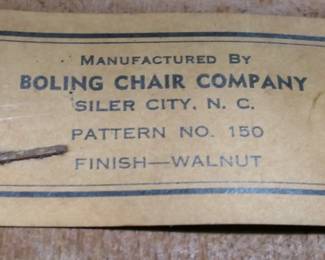 MANUFACTURED BY
BOLING CHAIR COMPANY
SILER CITY, N. C.
PATTERN NO. 150
FINISH—WALNUT